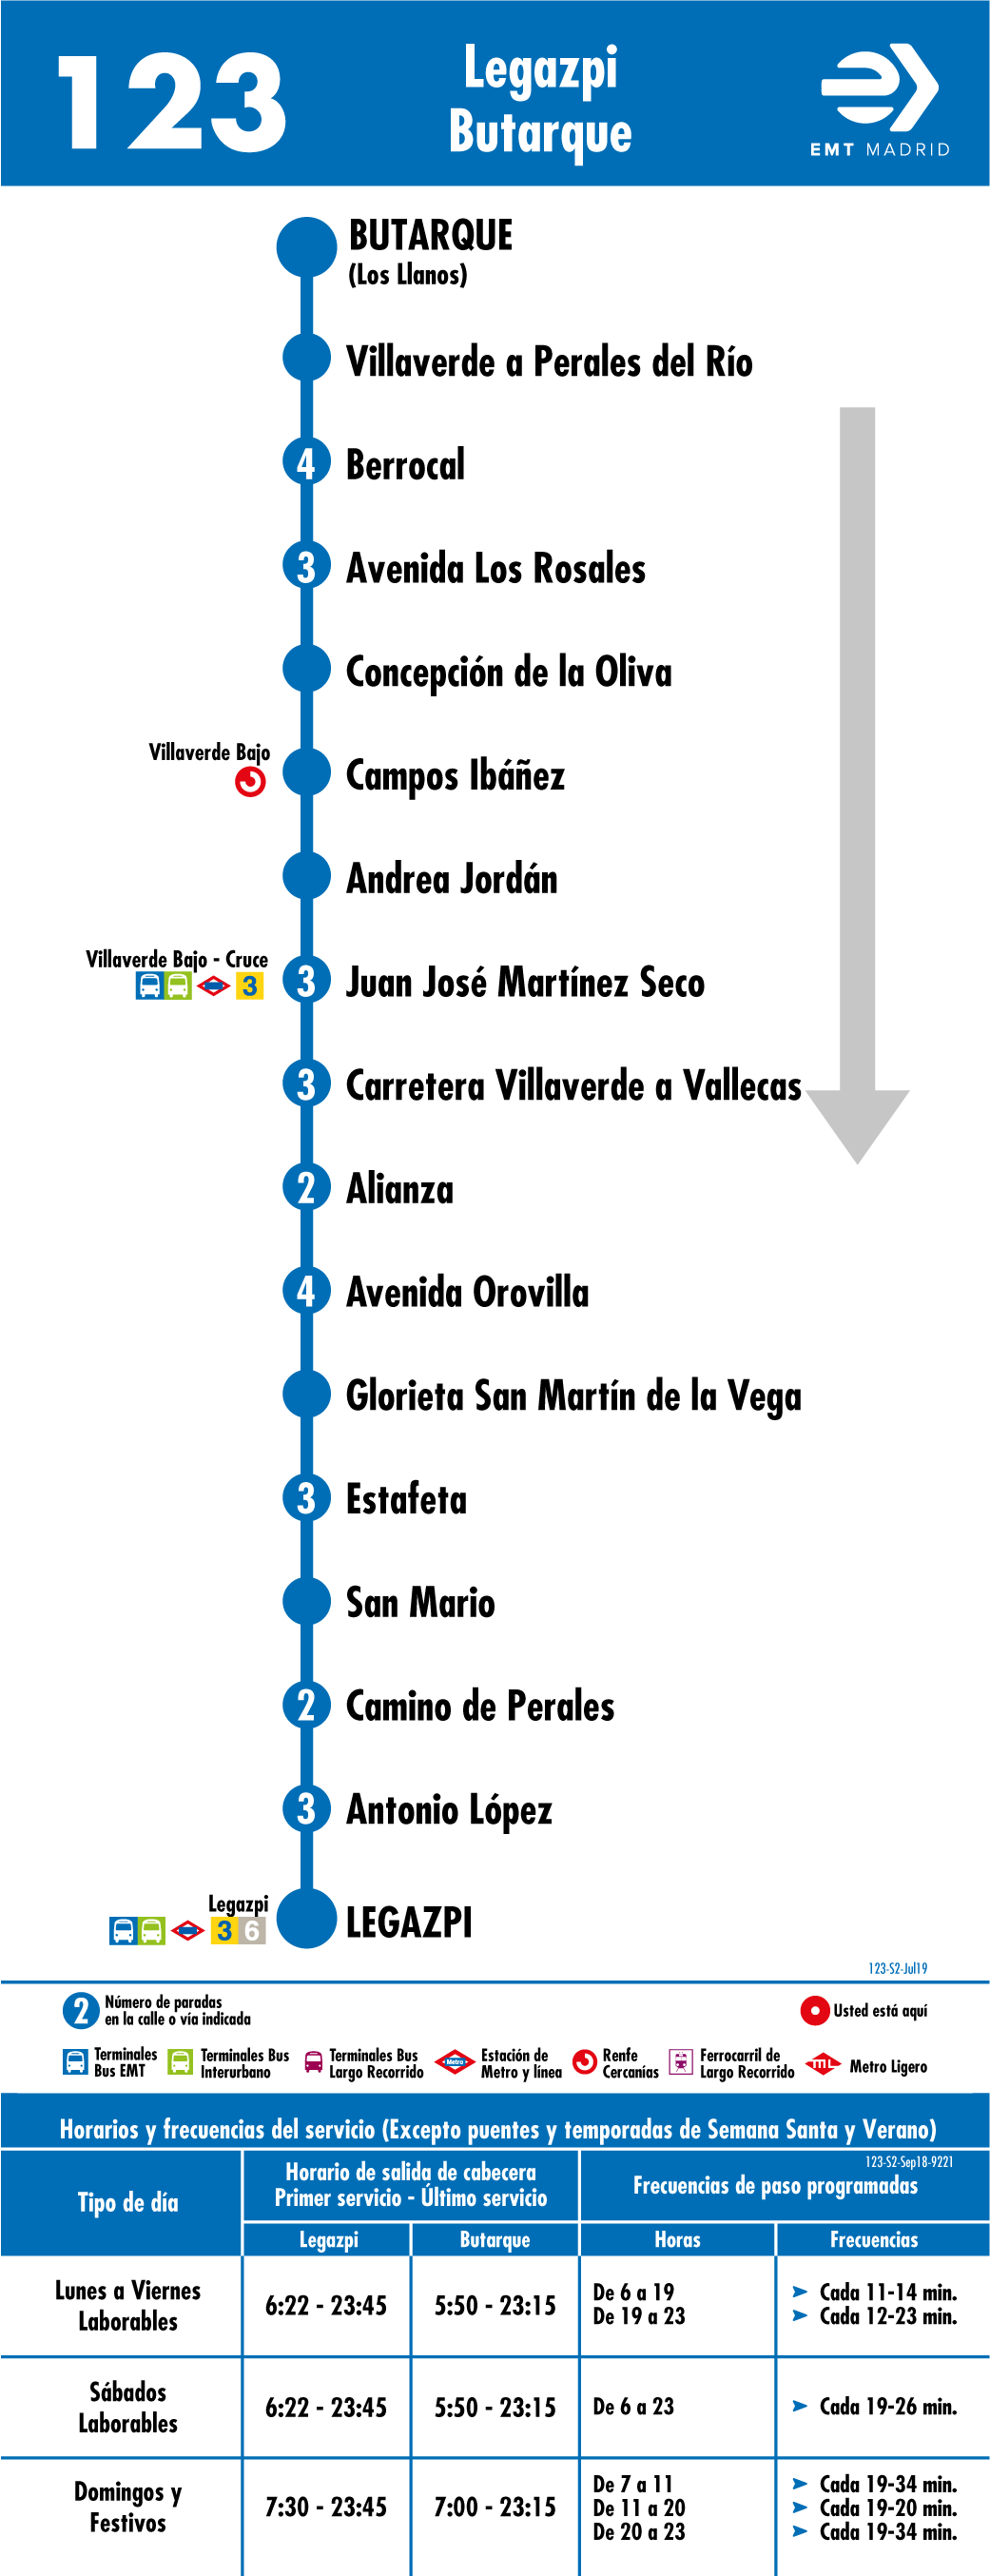 123
Legazpi
Butarque
EMT MADRID
BUTARQUE
(Los Llanos)
Villaverde a Perales del Río
4 Berrocal
3 Avenida Los Rosales
Concepción de la Oliva
Villaverde Bajo
Campos Ibáñez
Andrea Jordán
Villaverde Bajo - Cruce
3
3 Juan José Martínez Seco
3 Carretera Villaverde a Vallecas
2 Alianza
4 Avenida Orovilla
Glorieta San Martín de la Vega
3 Estafeta
San Mario
2 Camino de Perales
3 Antonio López
Legazpi
3 6
LEGAZPI
123-S2-Jul19
2 Número de paradas
en la calle o vía indicada
Usted está aquí
Terminales
Bus EMT
Terminales Bus
Interurbano
Terminales Bus
Largo Recorrido
Metro
Estación de
Metro y línea
Renfe
Cercanías
Ferrocarril de
Largo Recorrido
ML
Metro Ligero
Horarios y frecuencias del servicio (Excepto puentes y temporadas de Semana Santa y Verano)
123-S2-Sep18-9221
Tipo de día
Horario de salida de cabecera
Primer servicio - Último servicio
Frecuencias de paso programadas
Legazpi Butarque Horas Frecuencias
Lunes a Viernes
Laborables
6:22 - 23:45 5:50 - 23:15
De 6 a 19 ➤ Cada 11-14 min.
De 19 a 23 ➤ Cada 12-23 min.
Sábados
Laborables
6:22 - 23:45 5:50 - 23:15 De 6 a 23 ➤ Cada 19-26 min.
Domingos y
Festivos
7:30 - 23:45 7:00 - 23:15
De 7 a 11 ➤ Cada 19-34 min.
De 11 a 20 ➤ Cada 19-20 min.
De 20 a 23 ➤ Cada 19-34 min.